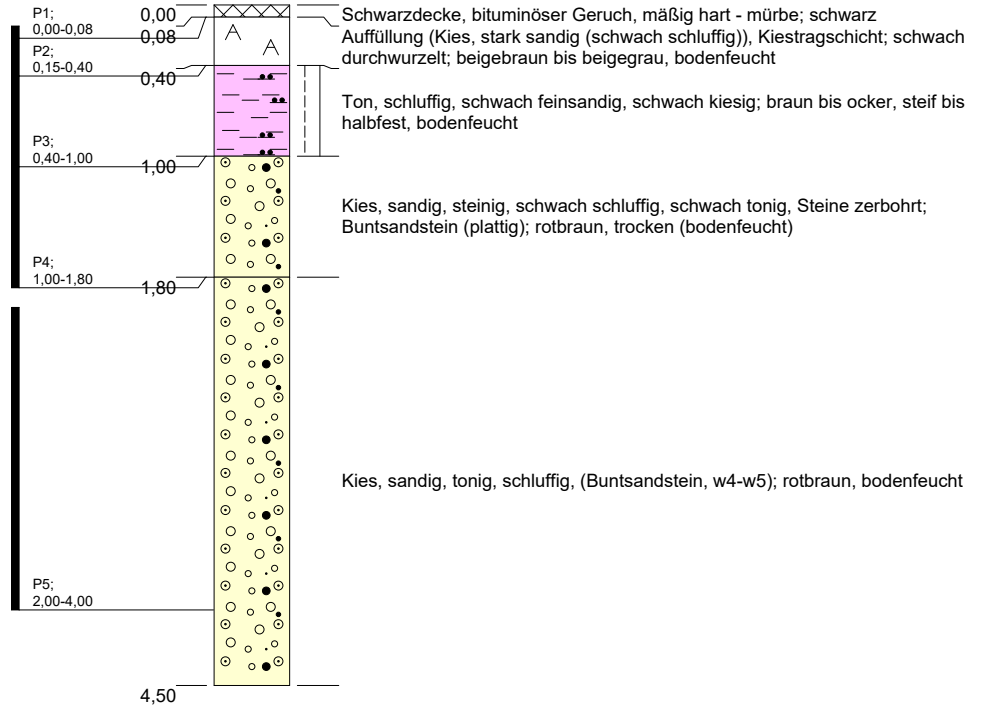 P1;
0,00-0,08
0,00
0,08
Schwarzdecke, bituminöser Geruch, mäßig hart - mürbe; schwarz
Auffüllung (Kies, stark sandig (schwach schluffig)), Kiestragschicht; schwach
durchwurzelt; beigebraun bis beigegrau, bodenfeucht
P2;
0,15-0,40
0,40
Ton, schluffig, schwach feinsandig, schwach kiesig; braun bis ocker, steif bis
halbfest, bodenfeucht
P3;
0,40-1,00
1,00
Kies, sandig, steinig, schwach schluffig, schwach tonig, Steine zerbohrt;
Buntsandstein (plattig); rotbraun, trocken (bodenfeucht)
P4;
1,00-1,80
1,80
Kies, sandig, tonig, schluffig, (Buntsandstein, w4-w5); rotbraun, bodenfeucht
P5;
2,00-4,00
4,50